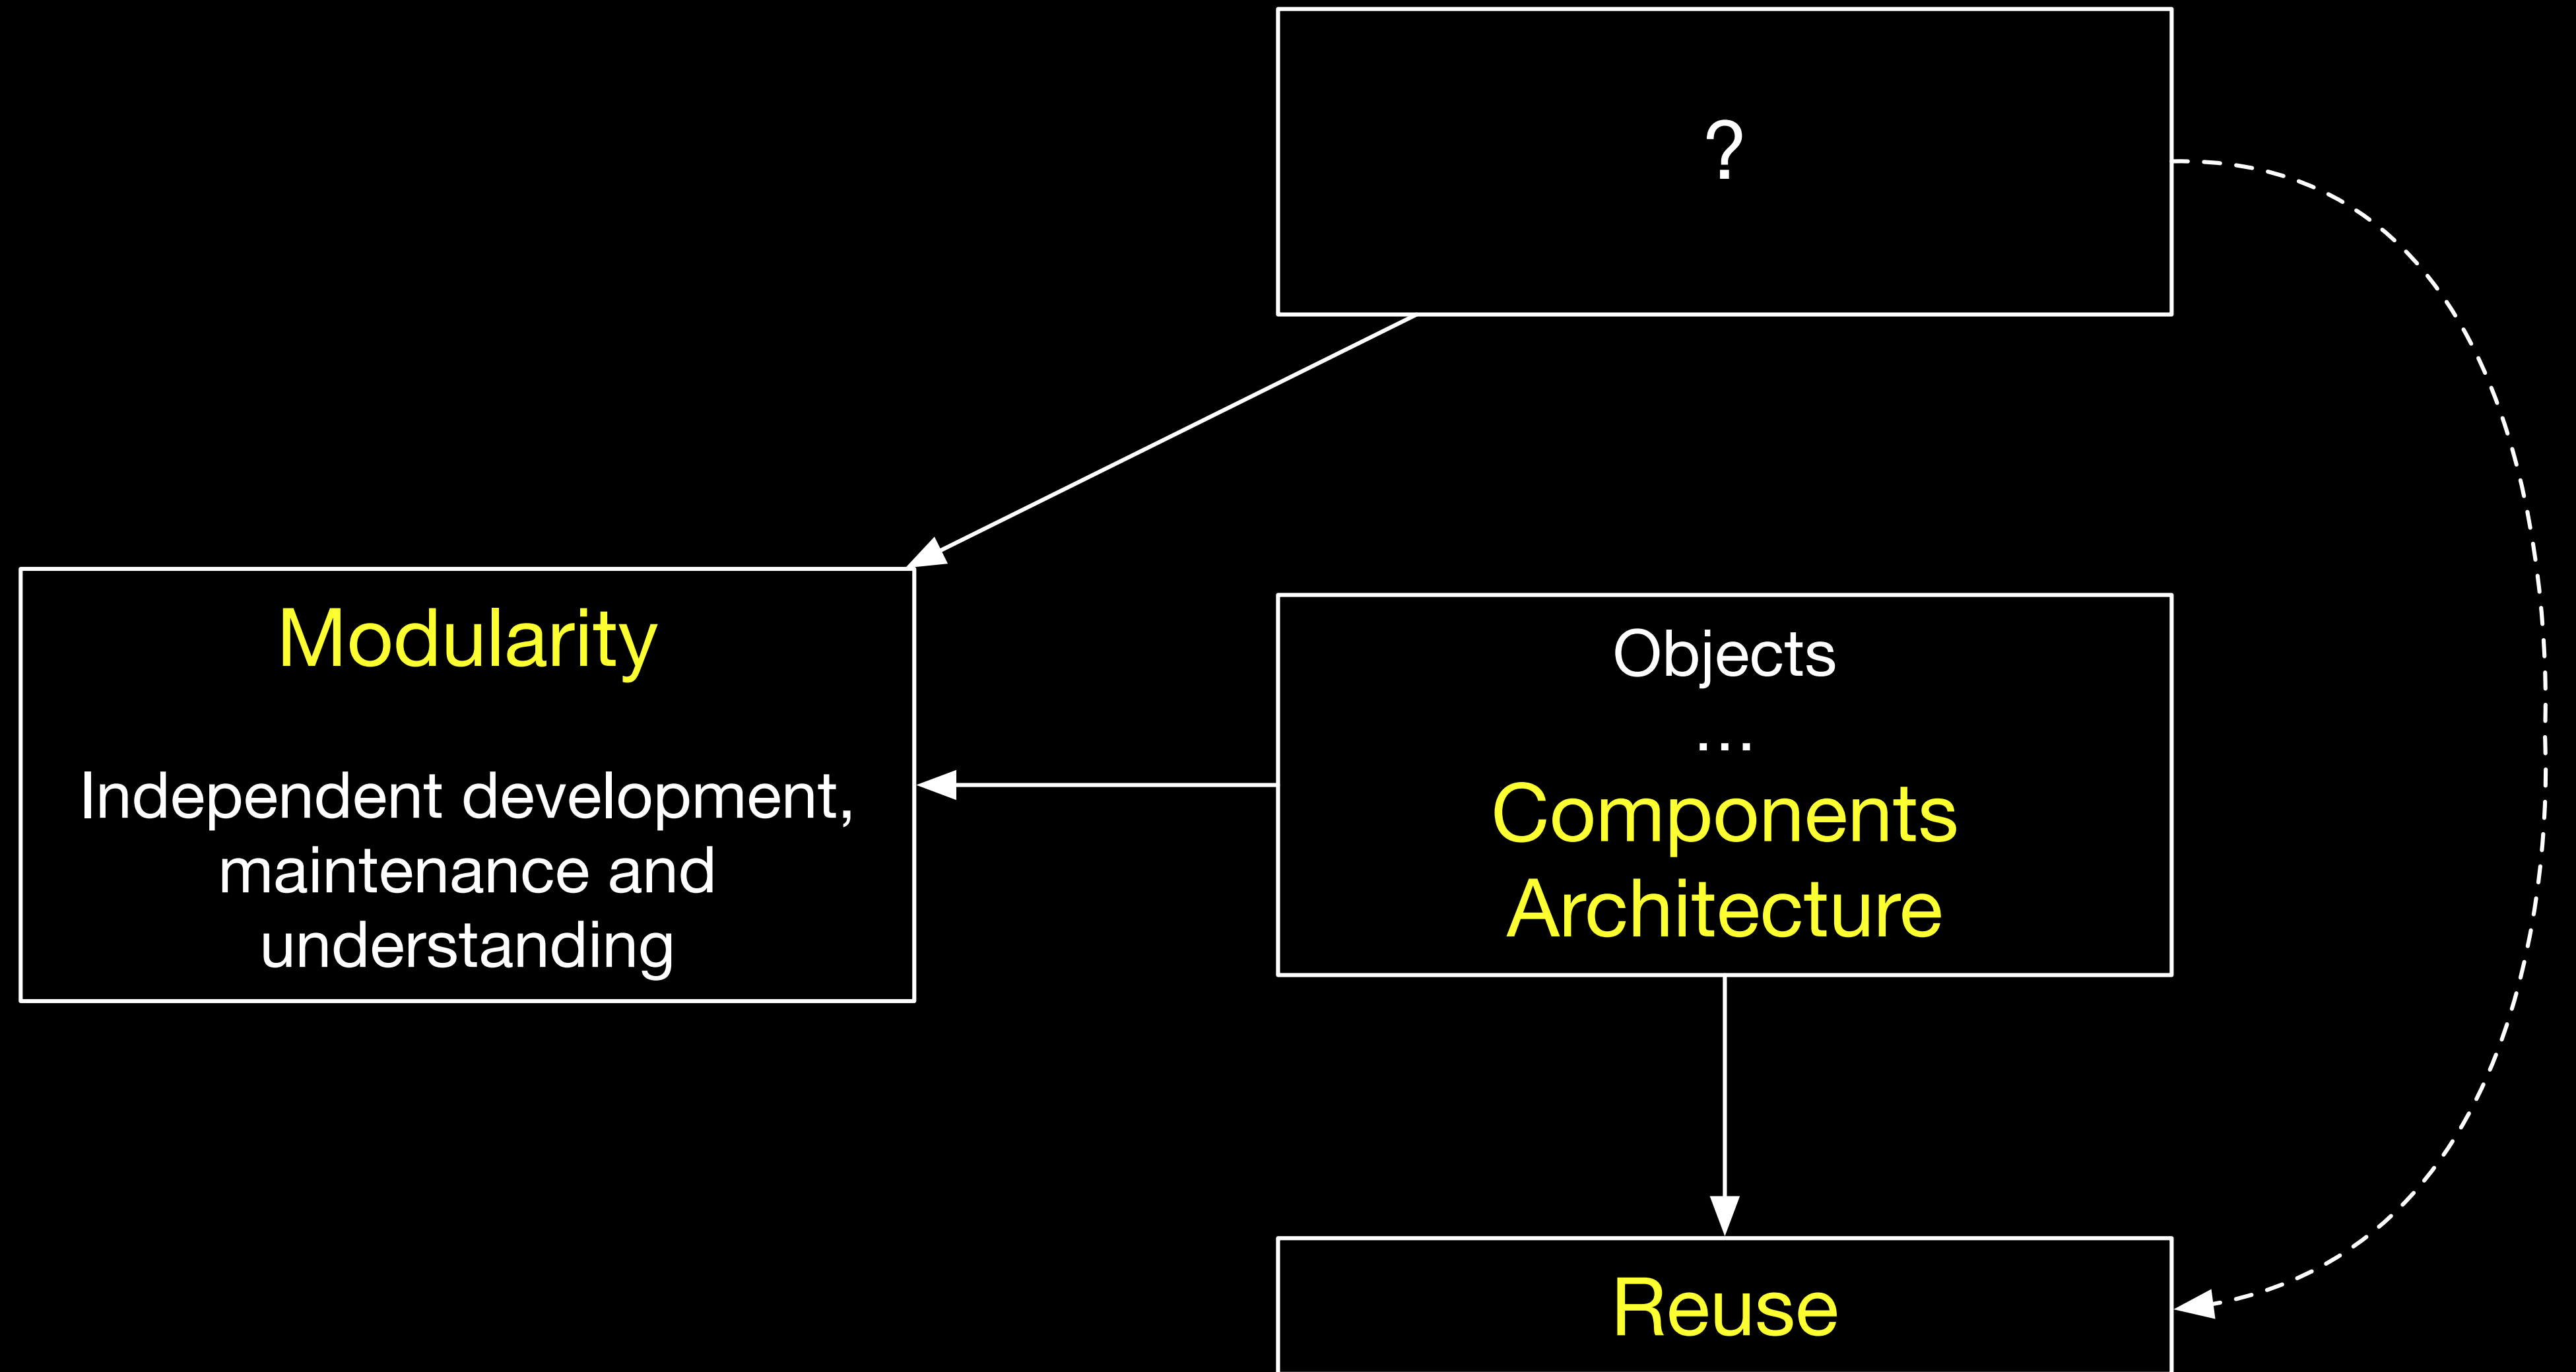 ?
Modularity
Independent development,
maintenance and
understanding
Objects
...
Components
Architecture
Reuse